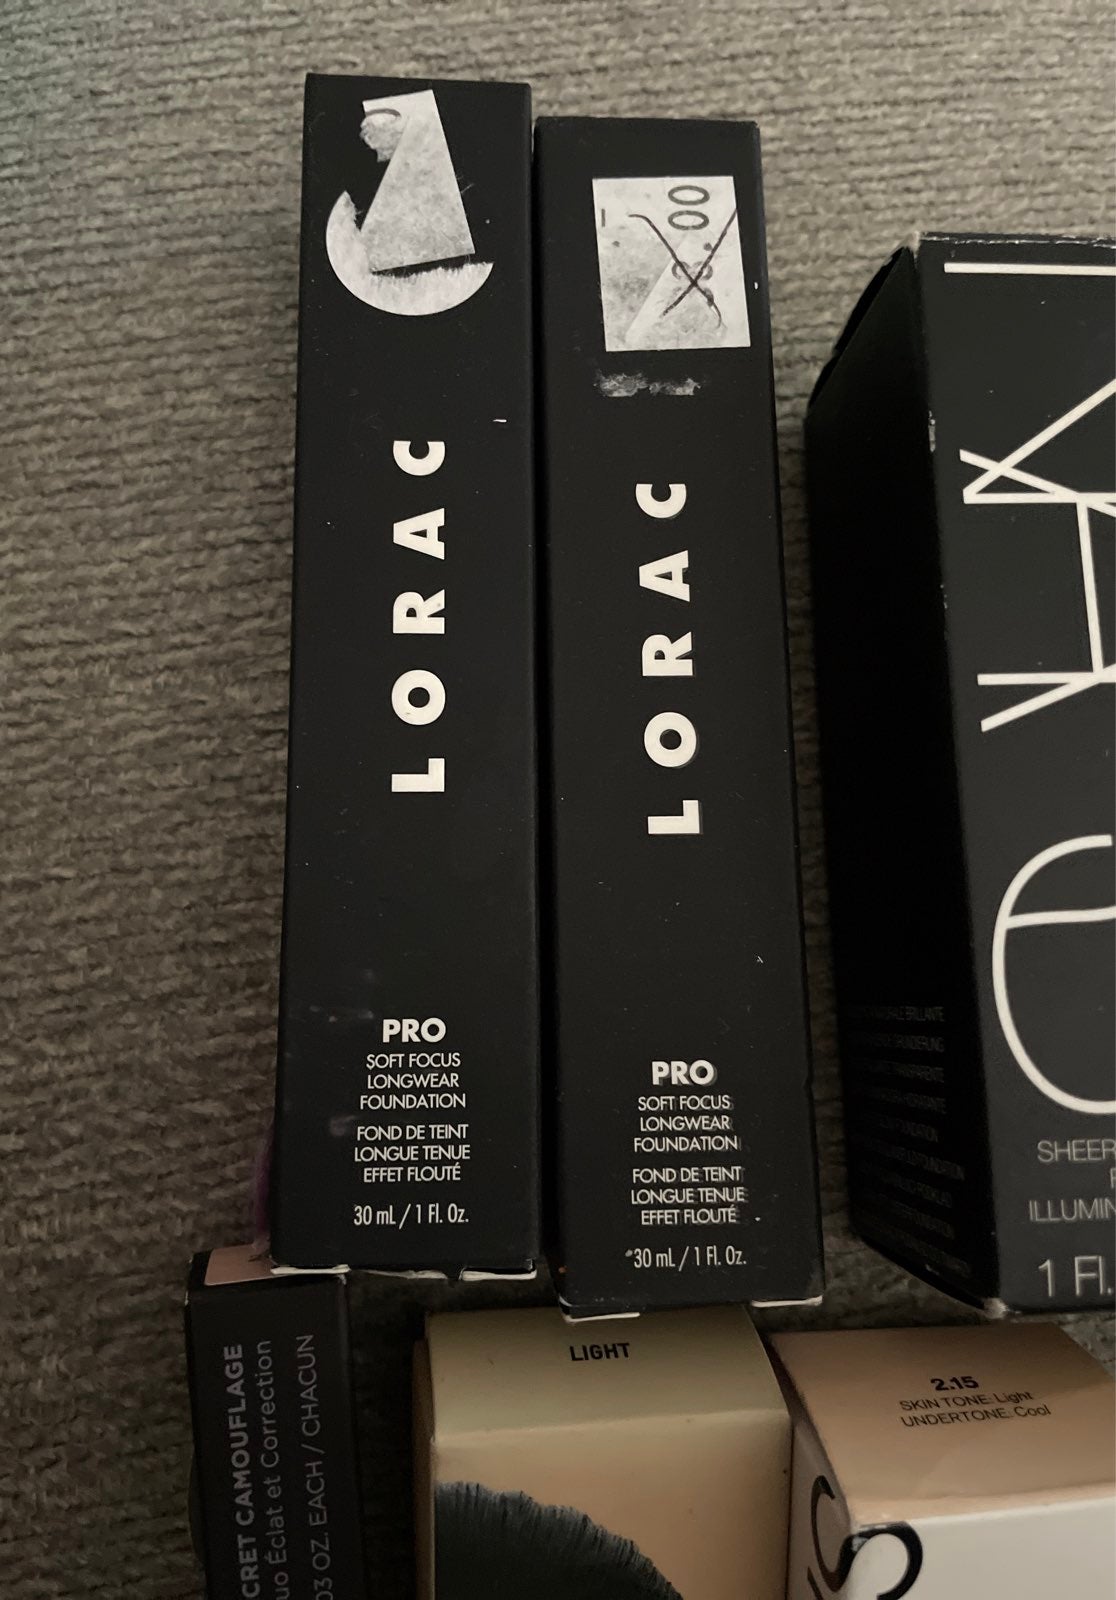 LORAC
PRO
SOFT FOCUS
LONGWEAR
FOUNDATION
FOND DE TEINT
LONGUE TENUE
EFFET FLOUTÉ
30 mL / 1 Fl. Oz.
.00
LORAC
PRO
SOFT FOCUS
LONGWEAR
FOUNDATION
FOND DE TEINT
LONGUE TENUE
EFFET FLOUTÉ
30 mL / 1 Fl. Oz.
SHEER
ILLUMIN
1 Fl.
CRET CAMOUFLAGE
uo Éclat et Correction
03 OZ. EACH / CHACUN
LIGHT
2.15
SKIN TONE: Light
UNDERTONE: Cool